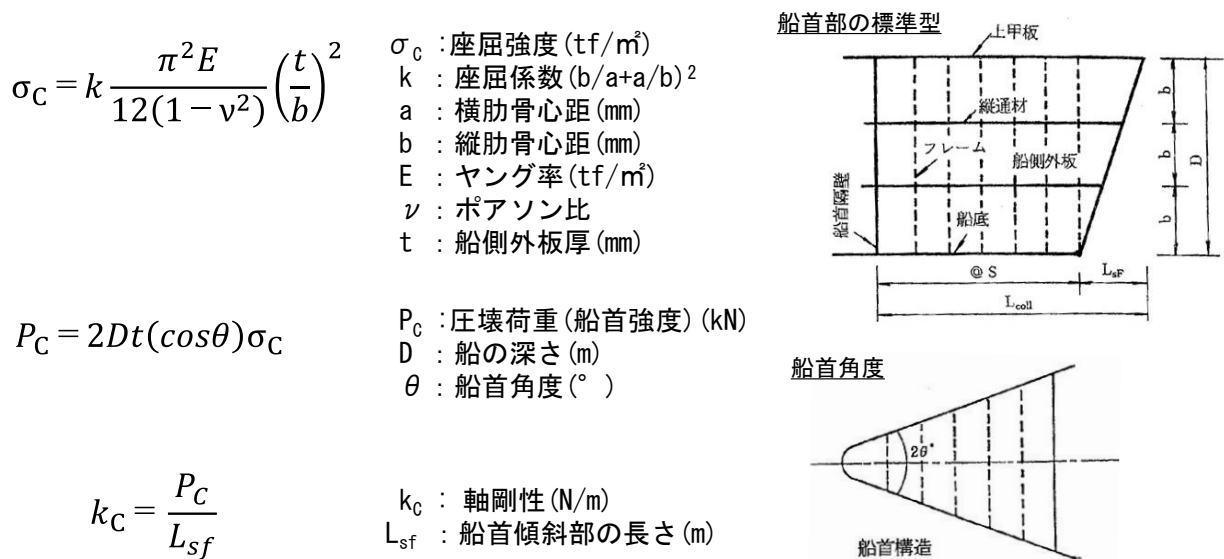 σC = k π²E / 12(1 − ν²) (t/b)²
σC :座屈強度(tf/㎡)
k :座屈係数(b/a+a/b)²
a :横肋骨心距(mm)
b :縦肋骨心距(mm)
E :ヤング率(tf/㎡)
ν :ポアソン比
t :船側外板厚(mm)
PC = 2Dt(cosθ)σC
PC :圧壊荷重(船首強度)(kN)
D :船の深さ(m)
θ :船首角度(°)
kC = PC / Lsf
kC : 軸剛性(N/m)
Lsf :船首傾斜部の長さ(m)
船首部の標準型
上甲板
縦通材
フレーム
船側外板
船首隔壁
船底
b
b
b
D
@ S
LsF
Lcoll
船首角度
2θ°
船首構造